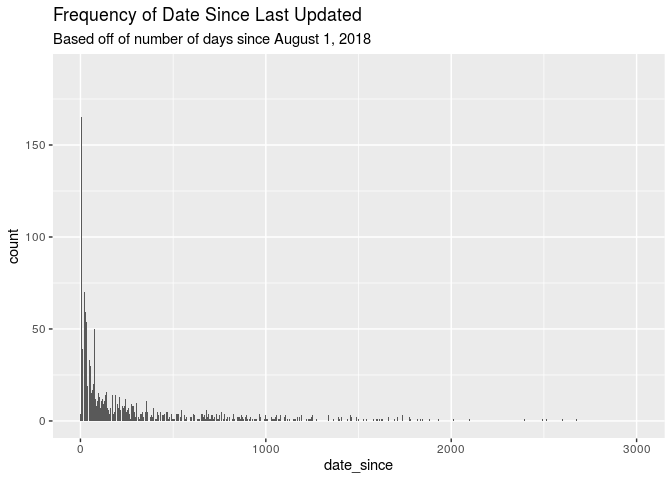 Frequency of Date Since Last Updated
Based off of number of days since August 1, 2018
150
100
50
0
count
0 1000 2000 3000
date_since